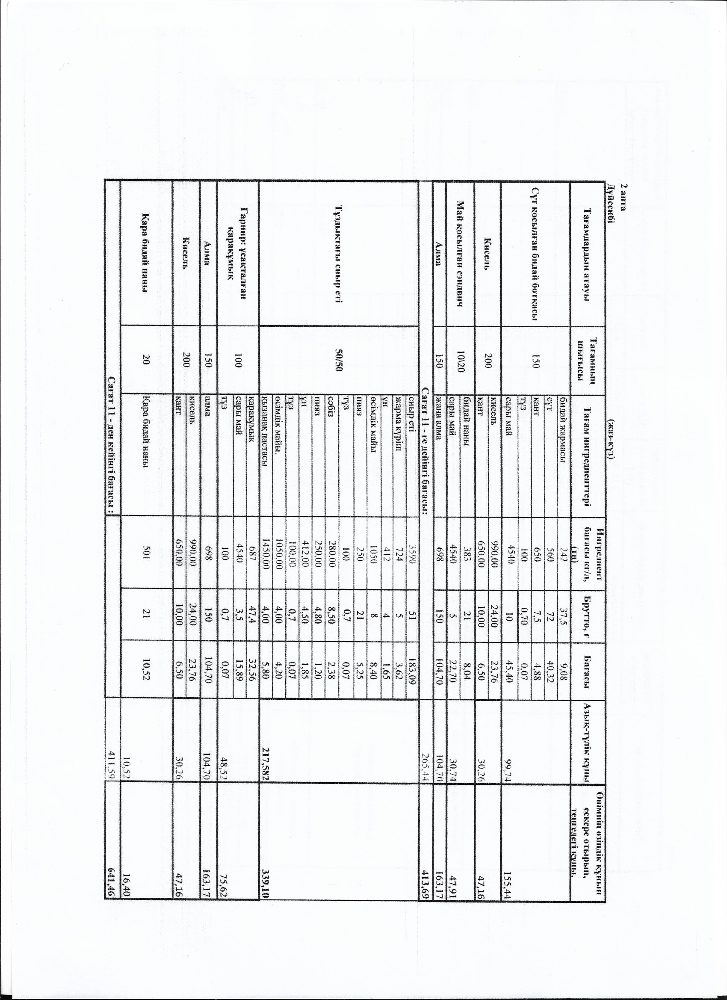 2 апта
Дүйсенбі (жаз-күз)
Тағамдардың атауы Тағамның шығысы Тағам ингредиенттері Ингредиент бағасы кг/л, (тң) Брутто, г Бағасы Азық-түлік құны Өнімнің өзіндік құнын ескере отырып, теңгедегі құны,
Сүт қосылған бидай ботқасы 150 бидай жармасы 242 37,5 9,08 99,74 155,44
сүт 560 72 40,32
қант 650 7,5 4,88
тұз 100 0,70 0,07
сары май 4540 10 45,40
Кисель 200 кисель 990,00 24,00 23,76 30,26 47,16
қант 650,00 10,00 6,50
Май қосылған сэндвич 10\20 бидай наны 383 21 8,04 30,74 47,91
сары май 4540 5 22,70
Алма 150 жаңа алма 698 150 104,70 104,70 163,17
Сағат 11 - ге дейінгі бағасы: 265,44 413,69
Тұздықтағы сиыр еті 50/50 сиыр еті 3590 51 183,09 217,582 339,10
жарма күріш 724 5 3,62
ұн 412 4 1,65
өсімдік майы 1050 8 8,40
пияз 250 21 5,25
тұз 100 0,7 0,07
сәбіз 280,00 8,50 2,38
пияз 250,00 4,80 1,20
ұн 412,00 4,50 1,85
тұз 100,00 0,7 0,07
өсімдік майы. 1050,00 4,00 4,20
қызанақ пастасы 1450,00 4,00 5,80
Гарнир: ұсақталған қарақұмық 100 қарақұмық 687 47,4 32,56 48,52 75,62
сары май 4540 3,5 15,89
тұз 100 0,7 0,07
Алма 150 алма 698 150 104,70 104,70 163,17
Кисель 200 кисель 990,00 24,00 23,76 30,26 47,16
қант 650,00 10,00 6,50
Қара бидай наны 20 Қара бидай наны 501 21 10,52 10,52 16,40
Сағат 11 - ден кейінгі бағасы : 411,59 641,46